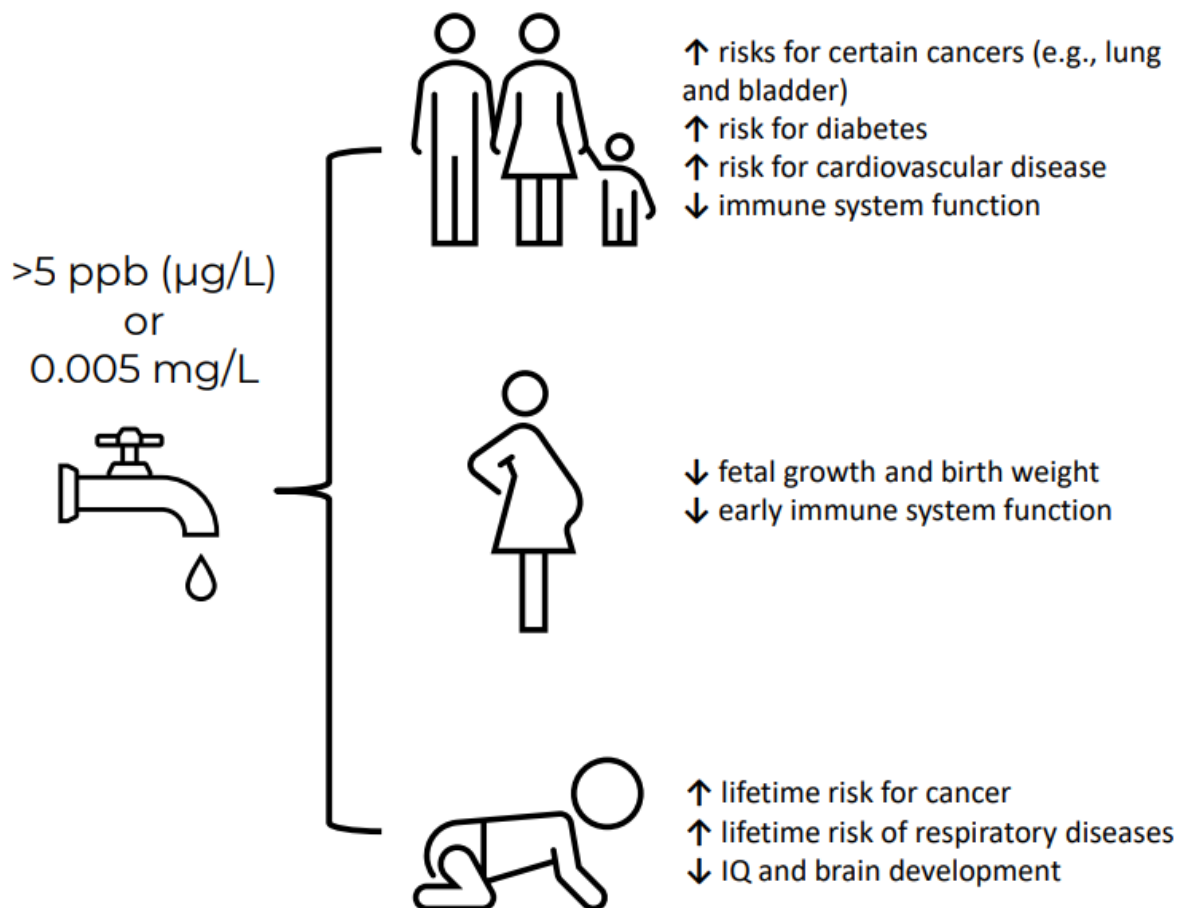 >5 ppb (µg/L)
or
0.005 mg/L
↑ risks for certain cancers (e.g., lung
and bladder)
↑ risk for diabetes
↑ risk for cardiovascular disease
↓ immune system function
↓ fetal growth and birth weight
↓ early immune system function
↑ lifetime risk for cancer
↑ lifetime risk of respiratory diseases
↓ IQ and brain development